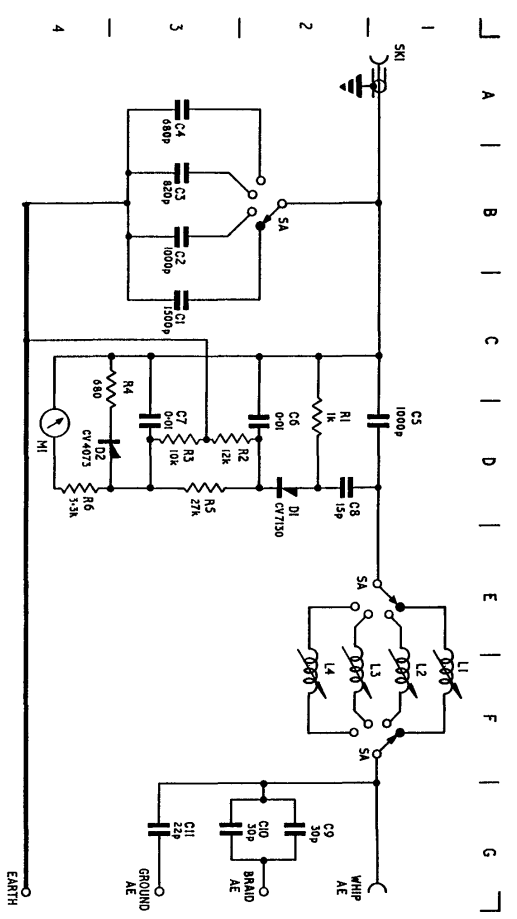 A B C D E F G
1
2
3
4
SK1
SA
C4
680p
C3
820p
C2
1000p
C1
1500p
C5
1000p
R1
1k
C8
15p
C6
0·01
D1
CV7130
R2
12k
C7
0·01
R3
10k
R5
27k
R4
680
D2
CV4073
M1
R6
3·3k
SA
L1
L2
L3
L4
SA
C9
30p
C10
30p
C11
22p
WHIP
AE
BRAID
AE
GROUND
AE
EARTH